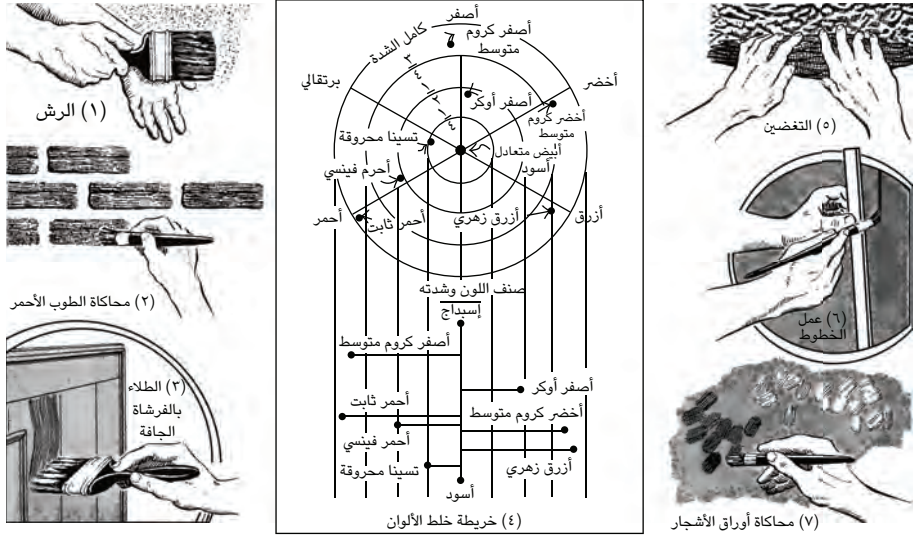 (١) الرش
(٢) محاكاة الطوب الأحمر
(٣) الطلاء
بالفرشاة
الجافة
أصفر
أصفر كروم
متوسط
كامل الشدة
٣/٤
١/٢
١/٤
برتقالي
أخضر
أصفر أوكر
أخضر كروم
متوسط
تسينا محروقة
أبيض متعادل
أسود
أحرم فينسي
أحمر
أحمر ثابت
أزرق زهري
أزرق
صنف اللون وشدته
إسبداج
أصفر كروم متوسط
أصفر أوكر
أحمر ثابت
أخضر كروم متوسط
أحمر فينسي
أزرق زهري
تسينا محروقة
أسود
(٤) خريطة خلط الألوان
(٥) التغضين
(٦) عمل
الخطوط
(٧) محاكاة أوراق الأشجار